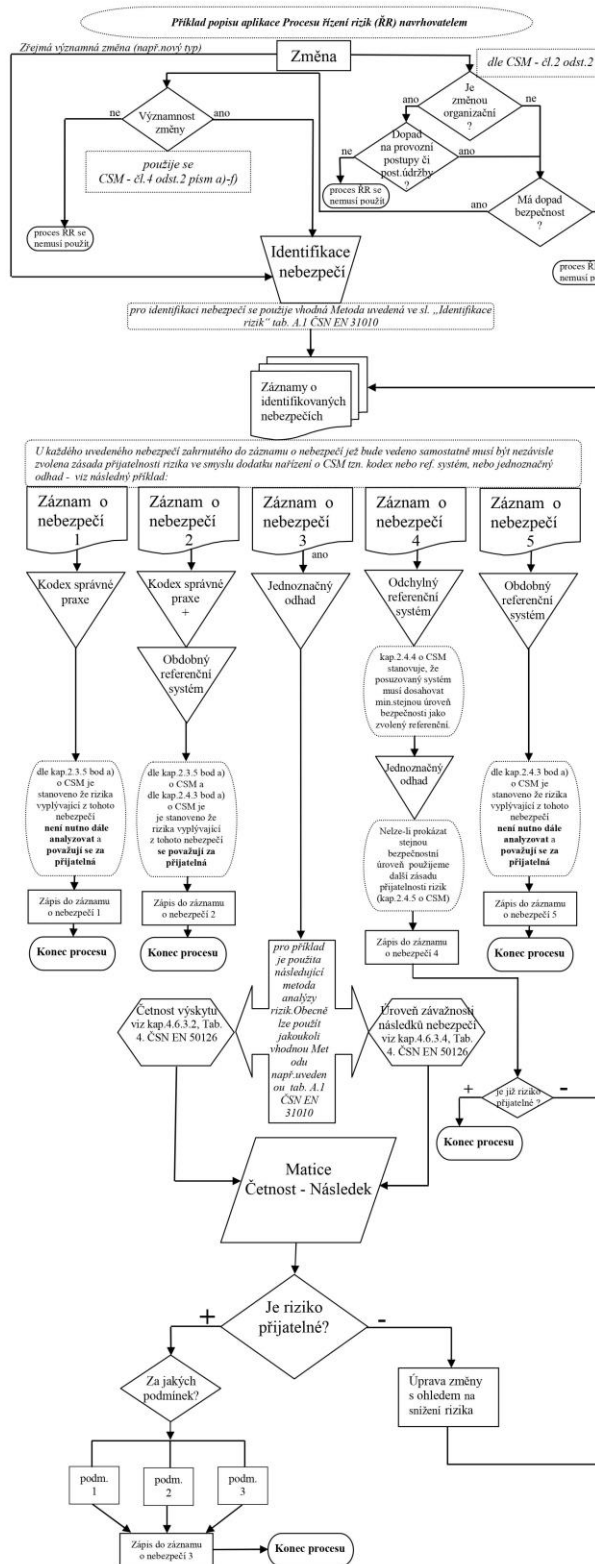 Příklad popisu aplikace Procesu řízení rizik (ŘR) navrhovatelem
Zřejmá významná změna (např.nový typ)
Změna
dle CSM - čl.2 odst.2
Je
změnou
organizační
?
ano
ne
ne
Významnost
změny
ano
Dopad
na provozní
postupy či
post.údržby
?
ne
ano
použije se
CSM - čl.4 odst.2 písm a)-f)
proces ŘR se
nemusí použít
proces ŘR se
nemusí použít
ano
Má dopad
bezpečnost
?
proces ŘR se
nemusí použít
Identifikace
nebezpečí
pro identifikaci nebezpečí se použije vhodná Metoda uvedená ve sl. „Identifikace
rizik“ tab. A.1 ČSN EN 31010
Záznamy o
identifikovaných
nebezpečích
U každého uvedeného nebezpečí zahrnutého do záznamu o nebezpečí jež bude vedeno samostatně musí být nezávisle
zvolena zásada přijatelnosti rizika ve smyslu dodatku nařízení o CSM tzn. kodex nebo ref. systém, nebo jednoznačný
odhad - viz následný příklad:
Záznam o
nebezpečí
1
Záznam o
nebezpečí
2
Záznam o
nebezpečí
3
ano
Záznam o
nebezpečí
4
Záznam o
nebezpečí
5
Kodex správné
praxe
Kodex správné
praxe
+
Jednoznačný
odhad
Odchylný
referenční
systém
Obdobný
referenční
systém
Obdobný
referenční
systém
kap.2.4.4 o CSM
stanovuje, že
posuzovaný systém
musí dosahovat
min.stejnou úroveň
bezpečnosti jako
zvolený referenční.
Jednoznačný
odhad
dle kap.2.3.5 bod a)
o CSM je
stanoveno že rizika
vyplývající z tohoto
nebezpečí
není nutno dále
analyzovat a
považují se za
přijatelná
dle kap.2.3.5 bod a)
o CSM a
dle kap.2.4.3 bod a)
o CSM je
je stanoveno že
rizika vyplývající
z tohoto nebezpečí
se považují za
přijatelná
Nelze-li prokázat
stejnou
bezpečnostní
úroveň použijeme
další zásadu
přijatelnosti rizik
(kap.2.4.5 o CSM)
dle kap.2.4.3 bod a)
o CSM je
stanoveno že rizika
vyplývající z tohoto
nebezpečí
není nutno dále
analyzovat a
považují se za
přijatelná
Zápis do záznamu
o nebezpečí 1
Zápis do záznamu
o nebezpečí 2
Zápis do záznamu
o nebezpečí 4
Zápis do záznamu
o nebezpečí 5
Konec procesu
Konec procesu
Konec procesu
Četnost výskytu
viz kap.4.6.3.2, Tab.
4. ČSN EN 50126
pro příklad
je použita
následující
metoda
analýzy
rizik.Obecně
lze použít
jakoukoli
vhodnou Met
odu
např.uveden
ou tab. A.1
ČSN EN
31010
Úroveň závažnosti
následků nebezpečí
viz kap.4.6.3.4, Tab.
4. ČSN EN 50126
+
je již riziko
přijatelné ?
-
Konec procesu
Matice
Četnost - Následek
+
Je riziko
přijatelné?
-
Za jakých
podmínek?
Úprava změny
s ohledem na
snížení rizika
podm.
1
podm.
2
podm.
3
Zápis do záznamu
o nebezpečí 3
Konec procesu